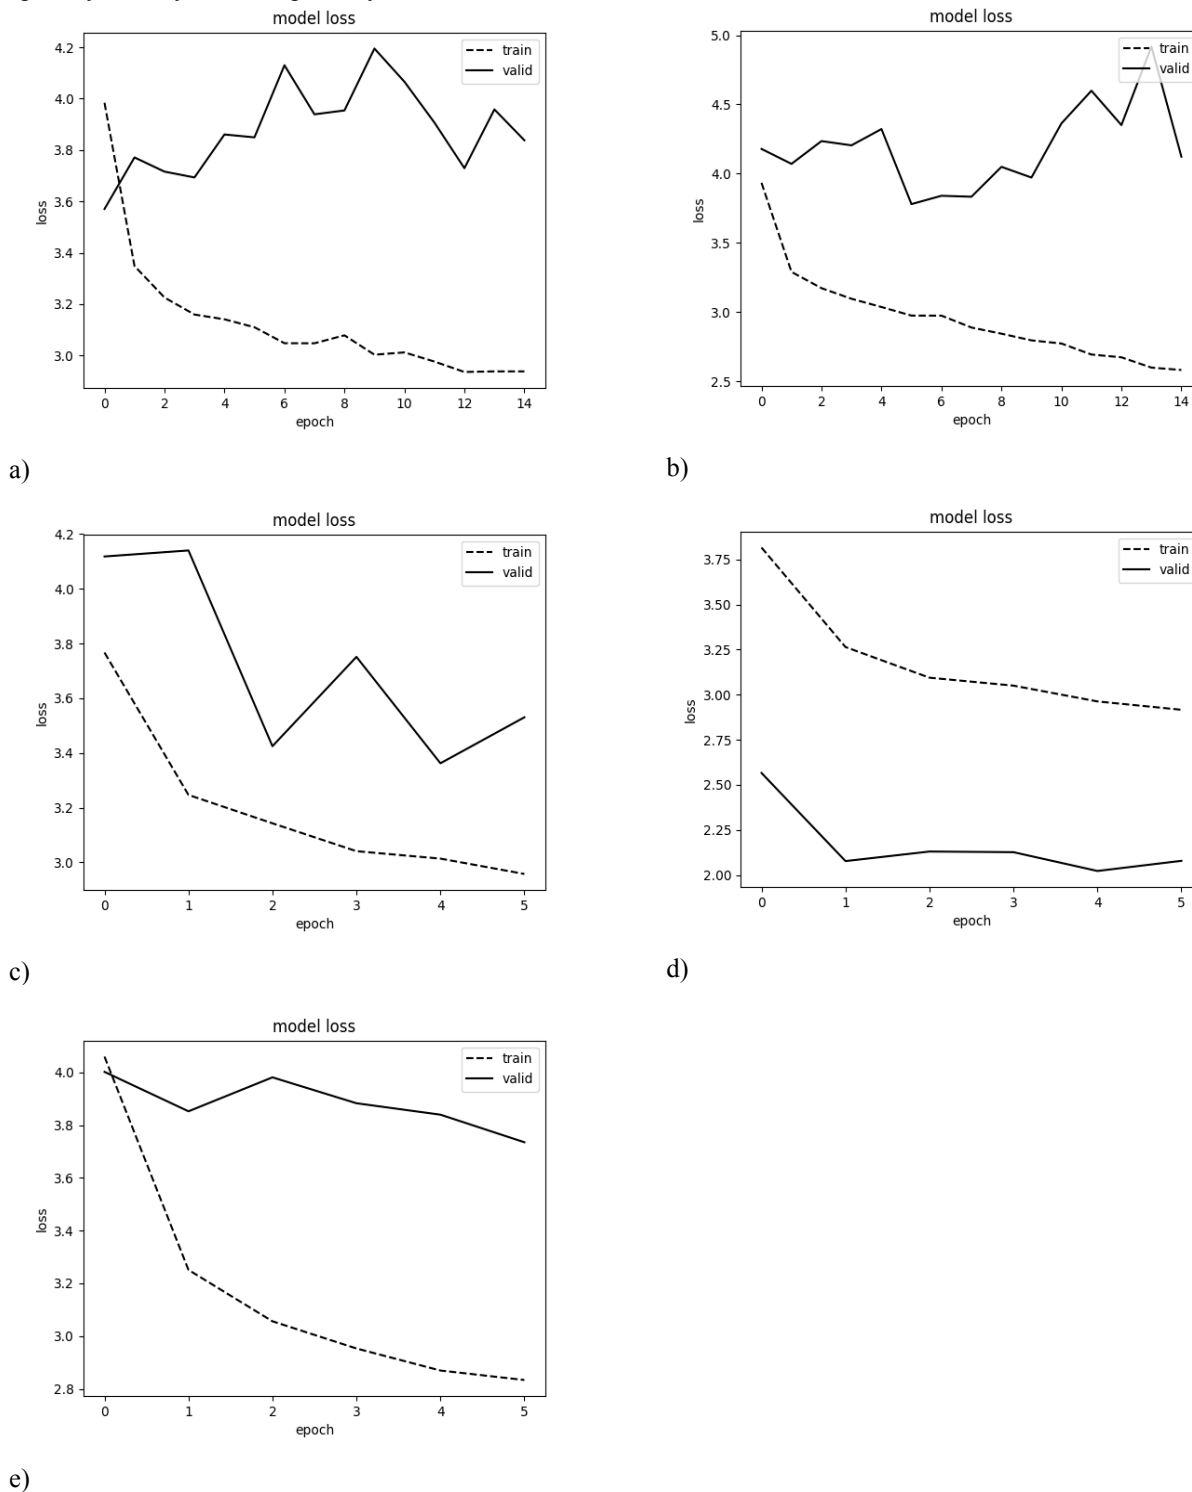 model loss
train
valid
4.2
4.0
3.8
3.6
3.4
3.2
3.0
loss
0 2 4 6 8 10 12 14
epoch
a)
model loss
train
valid
5.0
4.5
4.0
3.5
3.0
2.5
loss
0 2 4 6 8 10 12 14
epoch
b)
model loss
train
valid
4.2
4.0
3.8
3.6
3.4
3.2
3.0
loss
0 1 2 3 4 5
epoch
c)
model loss
train
valid
3.75
3.50
3.25
3.00
2.75
2.50
2.25
2.00
loss
0 1 2 3 4 5
epoch
d)
model loss
train
valid
4.0
3.8
3.6
3.4
3.2
3.0
2.8
loss
0 1 2 3 4 5
epoch
e)